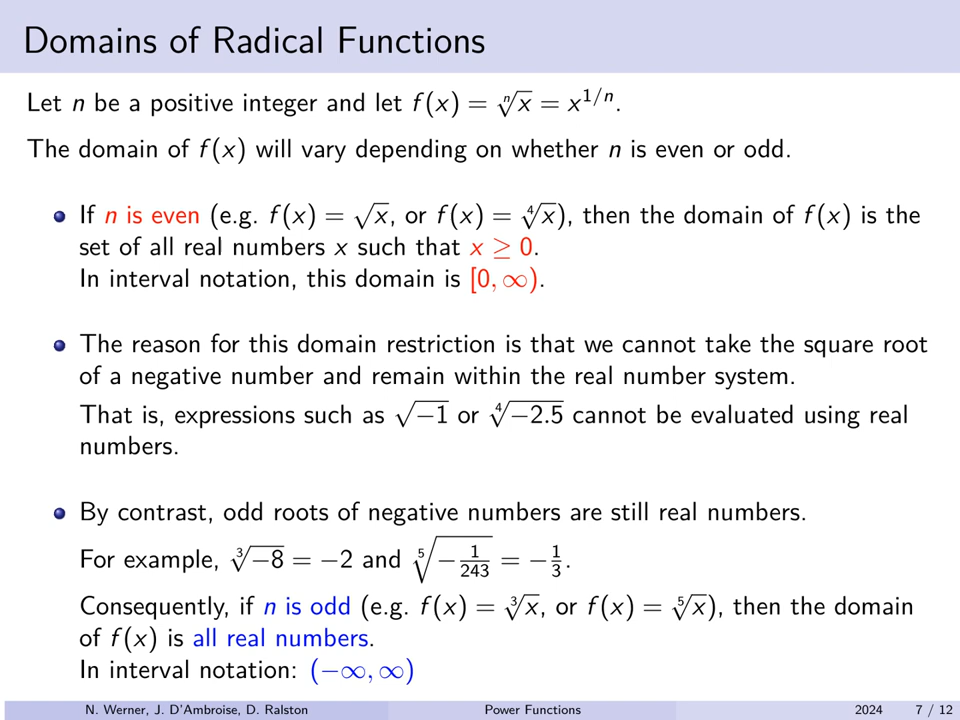 Domains of Radical Functions
Let n be a positive integer and let f(x) = ⁿ√x = x^{1/n}.
The domain of f(x) will vary depending on whether n is even or odd.
If n is even (e.g. f(x) = √x, or f(x) = ⁴√x), then the domain of f(x) is the
set of all real numbers x such that x ≥ 0.
In interval notation, this domain is [0, ∞).
The reason for this domain restriction is that we cannot take the square root
of a negative number and remain within the real number system.
That is, expressions such as √−1 or ⁴√−2.5 cannot be evaluated using real
numbers.
By contrast, odd roots of negative numbers are still real numbers.
For example, ³√−8 = −2 and ⁵√(−1/243) = −1/3.
Consequently, if n is odd (e.g. f(x) = ³√x, or f(x) = ⁵√x), then the domain
of f(x) is all real numbers.
In interval notation: (−∞, ∞)
N. Werner, J. D'Ambroise, D. Ralston Power Functions 2024 7 / 12